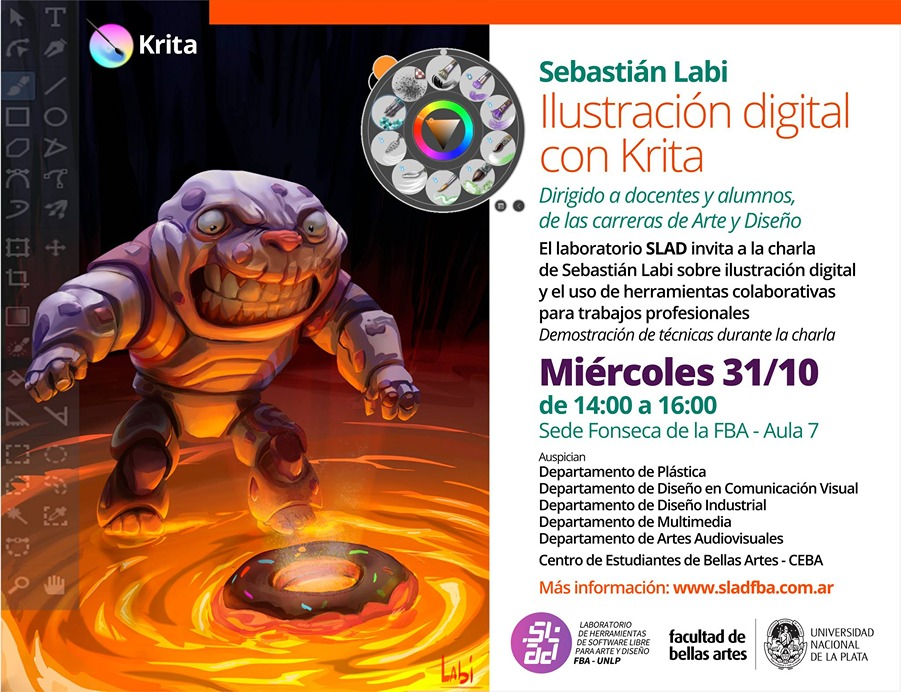 Krita
Sebastián Labi
Ilustración digital
con Krita
Dirigido a docentes y alumnos,
de las carreras de Arte y Diseño
El laboratorio SLAD invita a la charla
de Sebastián Labi sobre ilustración digital
y el uso de herramientas colaborativas
para trabajos profesionales
Demostración de técnicas durante la charla
Miércoles 31/10
de 14:00 a 16:00
Sede Fonseca de la FBA - Aula 7
Auspician
Departamento de Plástica
Departamento de Diseño en Comunicación Visual
Departamento de Diseño Industrial
Departamento de Multimedia
Departamento de Artes Audiovisuales
Centro de Estudiantes de Bellas Artes - CEBA
Más información: www.sladfba.com.ar
Labi
SLAD
LABORATORIO
DE HERRAMIENTAS
DE SOFTWARE LIBRE
PARA ARTE Y DISEÑO
FBA - UNLP
facultad de
bellas artes
UNIVERSIDAD
NACIONAL
DE LA PLATA